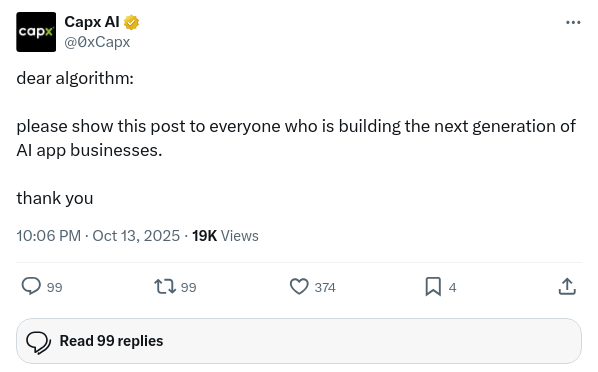 capx
Capx AI
@0xCapx
dear algorithm:
please show this post to everyone who is building the next generation of
AI app businesses.
thank you
10:06 PM · Oct 13, 2025 · 19K Views
99 99 374 4
Read 99 replies